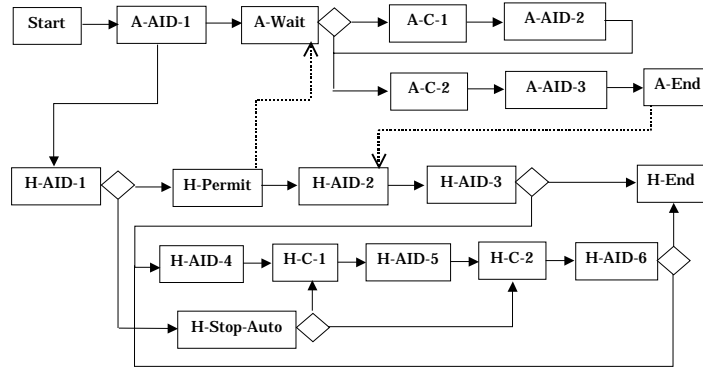 Start
A-AID-1
A-Wait
A-C-1
A-AID-2
A-C-2
A-AID-3
A-End
H-AID-1
H-Permit
H-AID-2
H-AID-3
H-End
H-AID-4
H-C-1
H-AID-5
H-C-2
H-AID-6
H-Stop-Auto